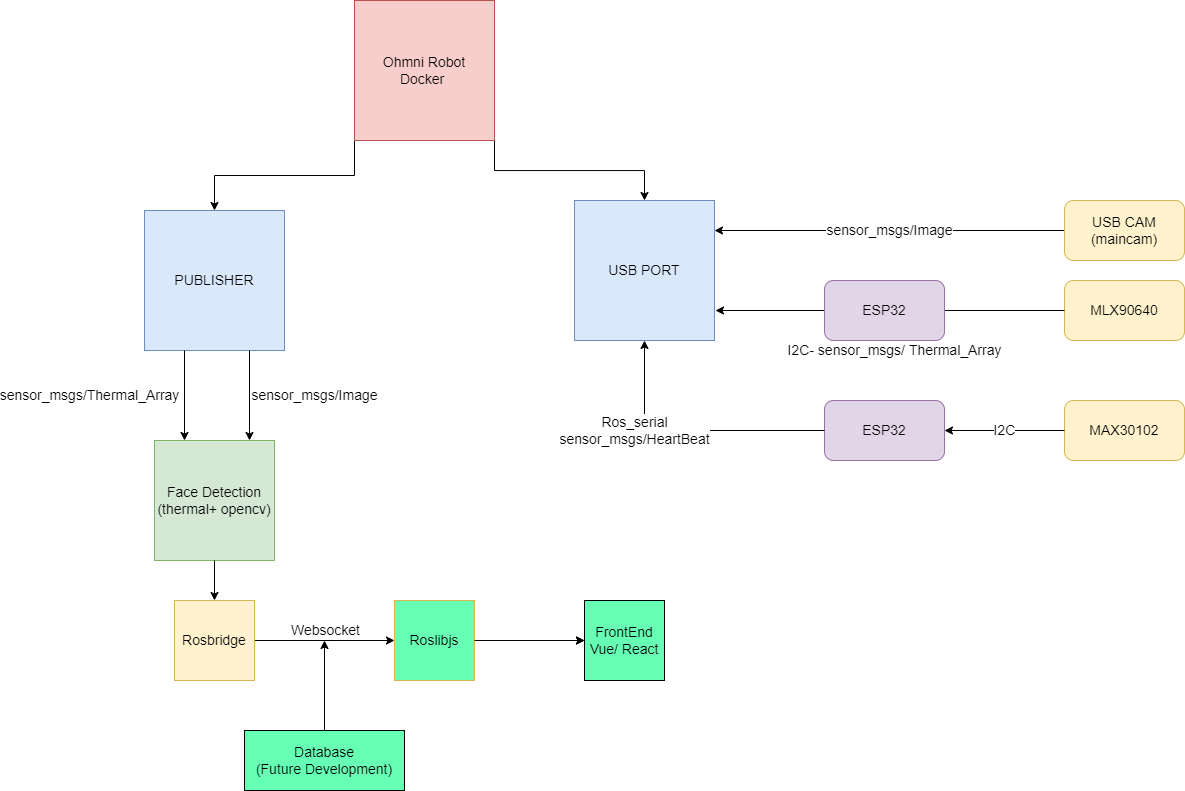 Ohmni Robot
Docker
PUBLISHER
USB PORT
sensor_msgs/Image
USB CAM
(maincam)
ESP32
MLX90640
I2C- sensor_msgs/ Thermal_Array
Ros_serial
sensor_msgs/HeartBeat
ESP32
I2C
MAX30102
sensor_msgs/Thermal_Array
sensor_msgs/Image
Face Detection
(thermal+ opencv)
Rosbridge
Websocket
Roslibjs
FrontEnd
Vue/ React
Database
(Future Development)